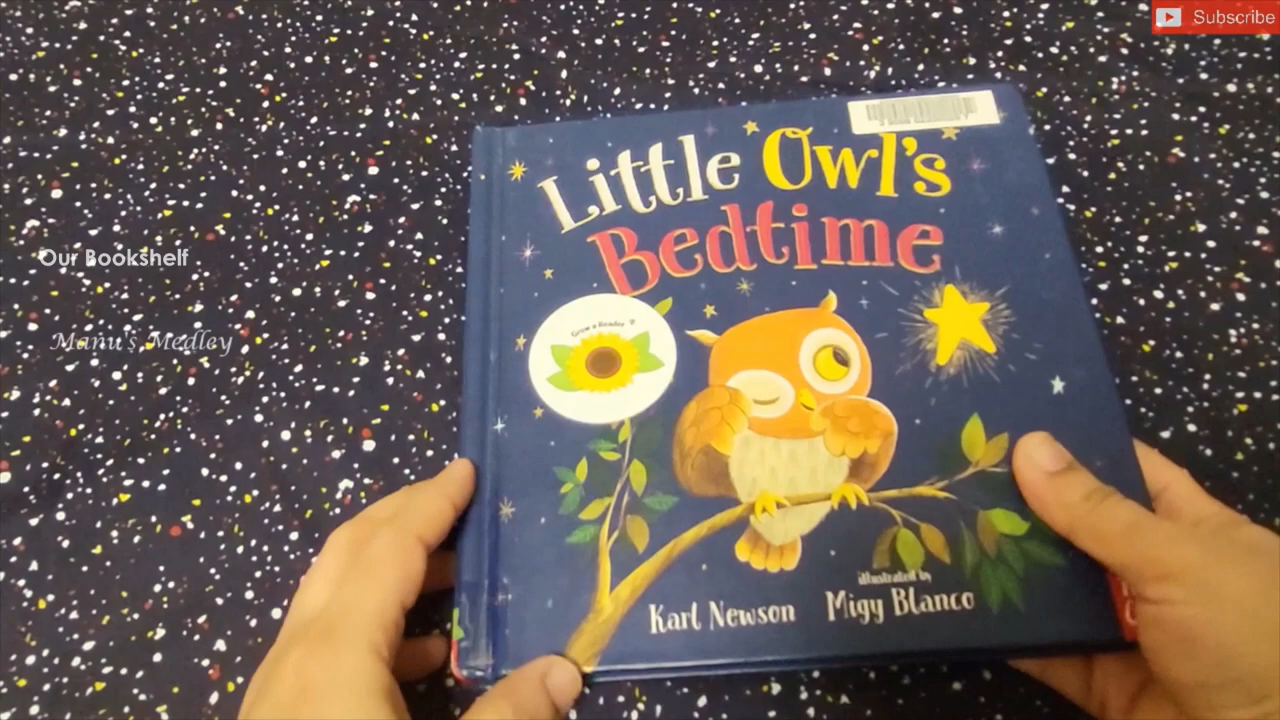 Subscribe
Little Owl's
Bedtime
Our Bookshelf
Grow a Reader
Manu's Medley
illustrated by
Karl Newson Migy Blanco